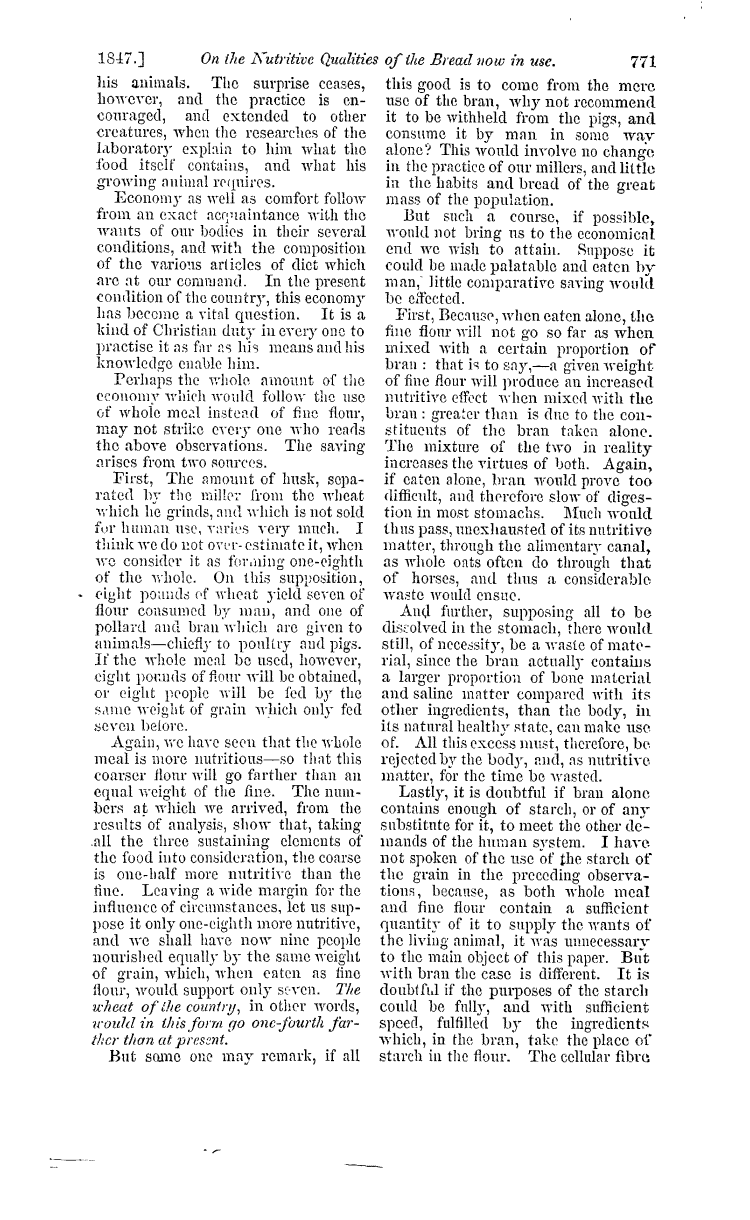 1847.] On the Nutritive Qualities of the Bread now in use. 771
his animals. The surprise ceases,
however, and the practice is en-
couraged, and extended to other
creatures, when the researches of the
laboratory explain to him what the
food itself contains, and what his
growing animal requires.
Economy as well as comfort follow
from an exact acquaintance with the
wants of our bodies in their several
conditions, and with the composition
of the various articles of diet which
are at our command. In the present
condition of the country, this economy
has become a vital question. It is a
kind of Christian duty in every one to
practise it as far as his means and his
knowledge enable him.
Perhaps the whole amount of the
economy which would follow the use
of whole meal instead of fine flour,
may not strike every one who reads
the above observations. The saving
arises from two sources.
First, The amount of husk, sepa-
rated by the miller from the wheat
which he grinds, and which is not sold
for human use, varies very much. I
think we do not over-estimate it, when
we consider it as forming one-eighth
of the whole. On this supposition,
eight pounds of wheat yield seven of
flour consumed by man, and one of
pollard and bran which are given to
animals—chiefly to poultry and pigs.
If the whole meal be used, however,
eight pounds of flour will be obtained,
or eight people will be fed by the
same weight of grain which only fed
seven before.
Again, we have seen that the whole
meal is more nutritious—so that this
coarser flour will go farther than an
equal weight of the fine. The num-
bers at which we arrived, from the
results of analysis, show that, taking
all the three sustaining elements of
the food into consideration, the coarse
is one-half more nutritive than the
fine. Leaving a wide margin for the
influence of circumstances, let us sup-
pose it only one-eighth more nutritive,
and we shall have now nine people
nourished equally by the same weight
of grain, which, when eaten as fine
flour, would support only seven. The
wheat of the country, in other words,
would in this form go one-fourth far-
ther than at present.
But some one may remark, if all
this good is to come from the mere
use of the bran, why not recommend
it to be withheld from the pigs, and
consume it by man in some way
alone? This would involve no change
in the practice of our millers, and little
in the habits and bread of the great
mass of the population.
But such a course, if possible,
would not bring us to the economical
end we wish to attain. Suppose it
could be made palatable and eaten by
man, little comparative saving would
be effected.
First, Because, when eaten alone, the
fine flour will not go so far as when
mixed with a certain proportion of
bran: that is to say,—a given weight
of fine flour will produce an increased
nutritive effect when mixed with the
bran: greater than is due to the con-
stituents of the bran taken alone.
The mixture of the two in reality
increases the virtues of both. Again,
if eaten alone, bran would prove too
difficult, and therefore slow of diges-
tion in most stomachs. Much would
thus pass, unexhausted of its nutritive
matter, through the alimentary canal,
as whole oats often do through that
of horses, and thus a considerable
waste would ensue.
And further, supposing all to be
dissolved in the stomach, there would
still, of necessity, be a waste of mate-
rial, since the bran actually contains
a larger proportion of bone material
and saline matter compared with its
other ingredients, than the body, in
its natural healthy state, can make use
of. All this excess must, therefore, be
rejected by the body, and, as nutritive
matter, for the time be wasted.
Lastly, it is doubtful if bran alone
contains enough of starch, or of any
substitute for it, to meet the other de-
mands of the human system. I have
not spoken of the use of the starch of
the grain in the preceding observa-
tions, because, as both whole meal
and fine flour contain a sufficient
quantity of it to supply the wants of
the living animal, it was unnecessary
to the main object of this paper. But
with bran the case is different. It is
doubtful if the purposes of the starch
could be fully, and with sufficient
speed, fulfilled by the ingredients
which, in the bran, take the place of
starch in the flour. The cellular fibre